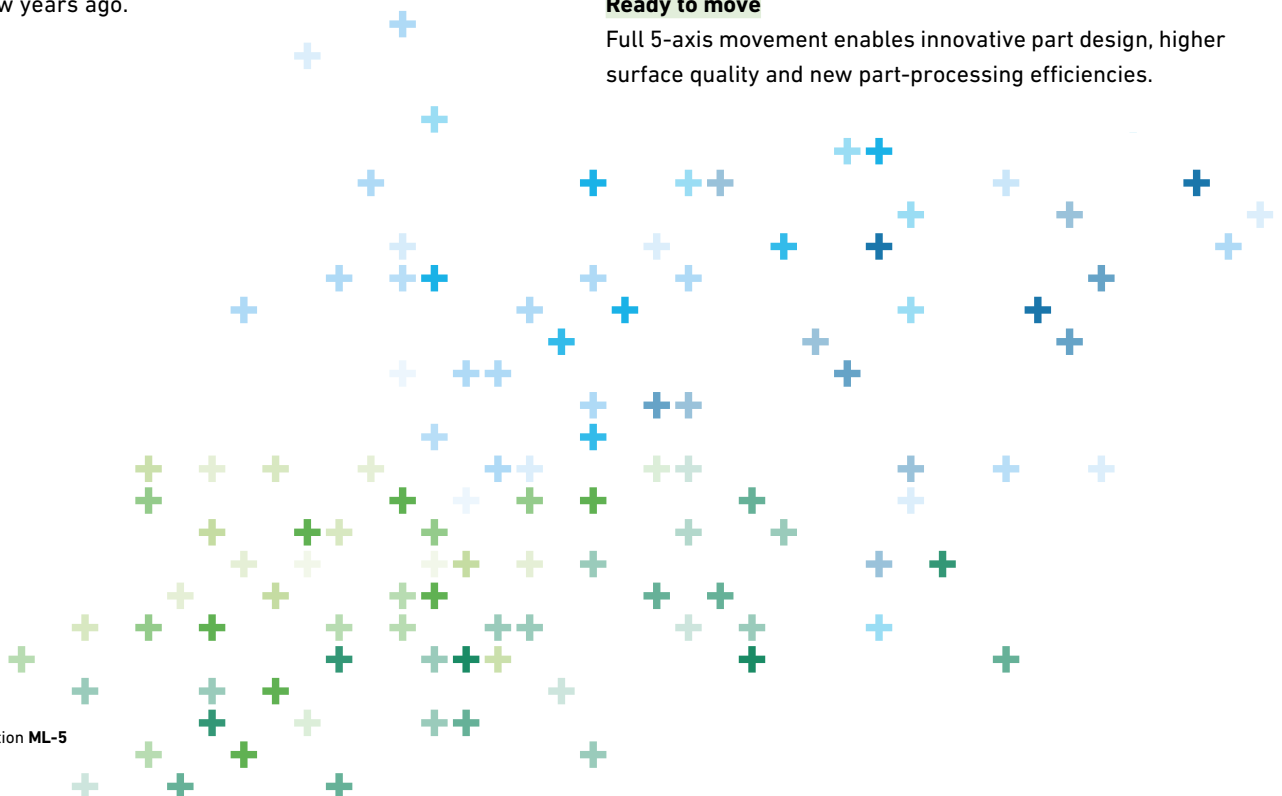 years ago.
Ready to move
Full 5-axis movement enables innovative part design, higher
surface quality and new part-processing efficiencies.
ML-5